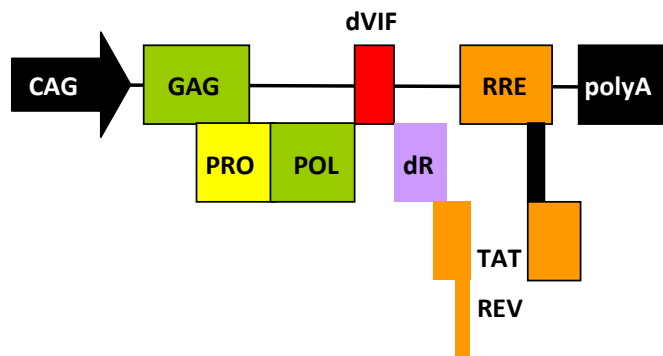 dVIF
CAG GAG RRE polyA
PRO POL dR
TAT
REV